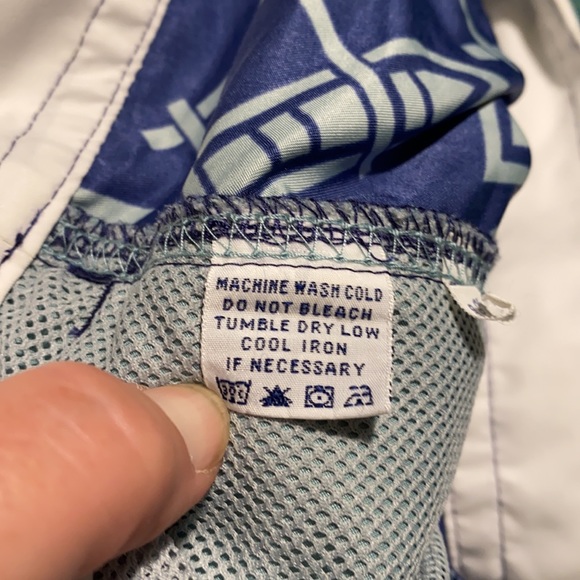 MACHINE WASH COLD
DO NOT BLEACH
TUMBLE DRY LOW
COOL IRON
IF NECESSARY